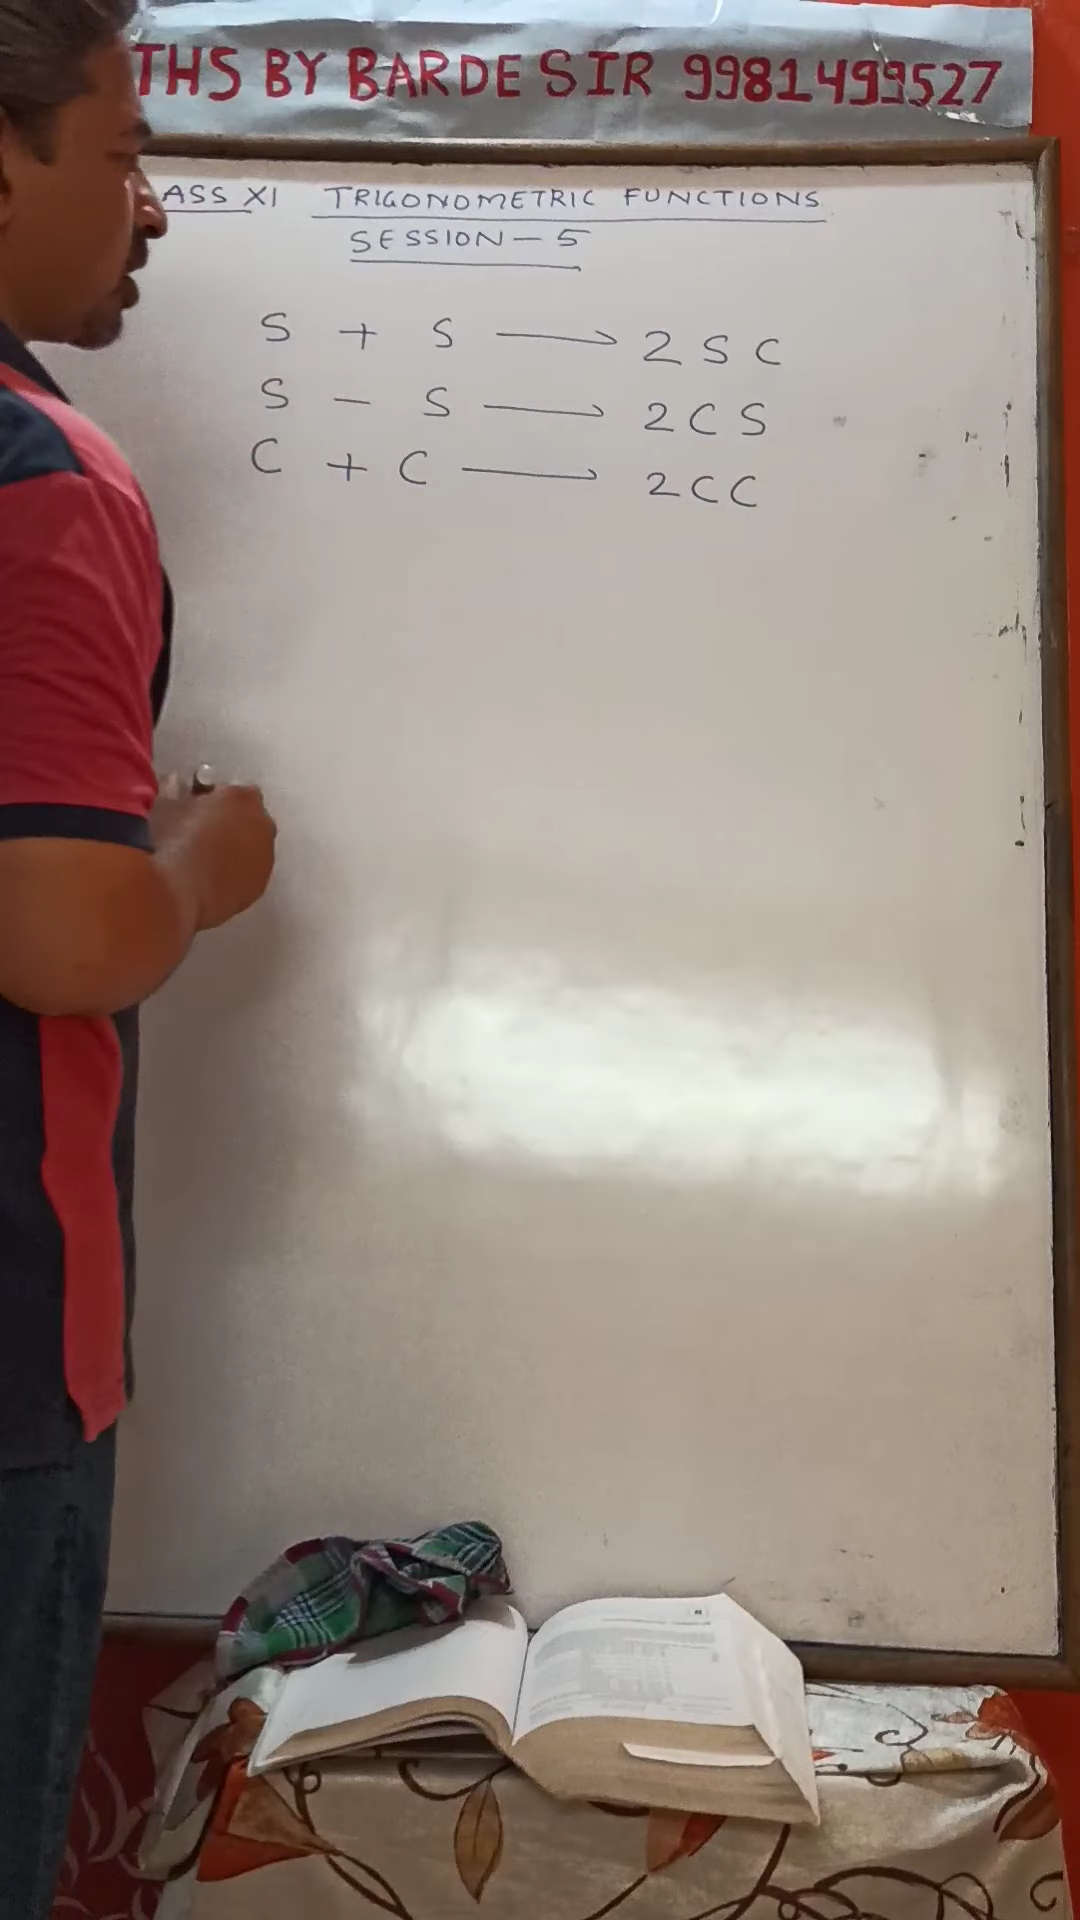 THS BY BARDE SIR 9981499527
ASS XI TRIGONOMETRIC FUNCTIONS
SESSION - 5
S + S → 2 S C
S - S → 2 C S
C + C → 2 C C